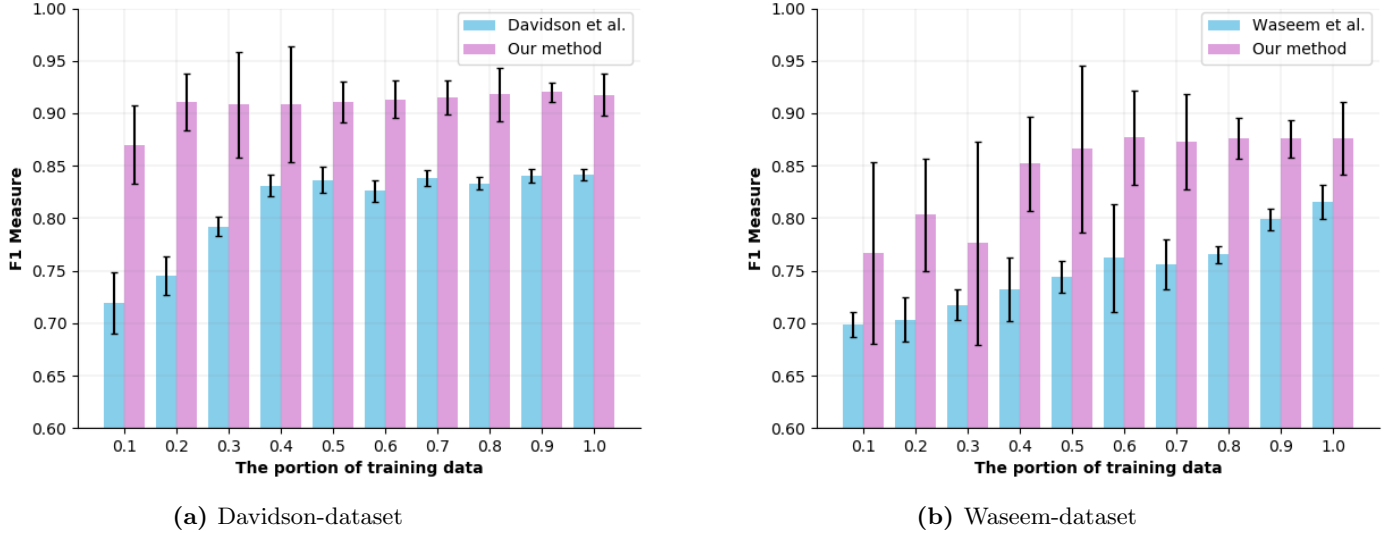 1.00
0.95
0.90
0.85
0.80
0.75
0.70
0.65
0.60
F1 Measure
Davidson et al.
Our method
0.1 0.2 0.3 0.4 0.5 0.6 0.7 0.8 0.9 1.0
The portion of training data
(a) Davidson-dataset
1.00
0.95
0.90
0.85
0.80
0.75
0.70
0.65
0.60
F1 Measure
Waseem et al.
Our method
0.1 0.2 0.3 0.4 0.5 0.6 0.7 0.8 0.9 1.0
The portion of training data
(b) Waseem-dataset